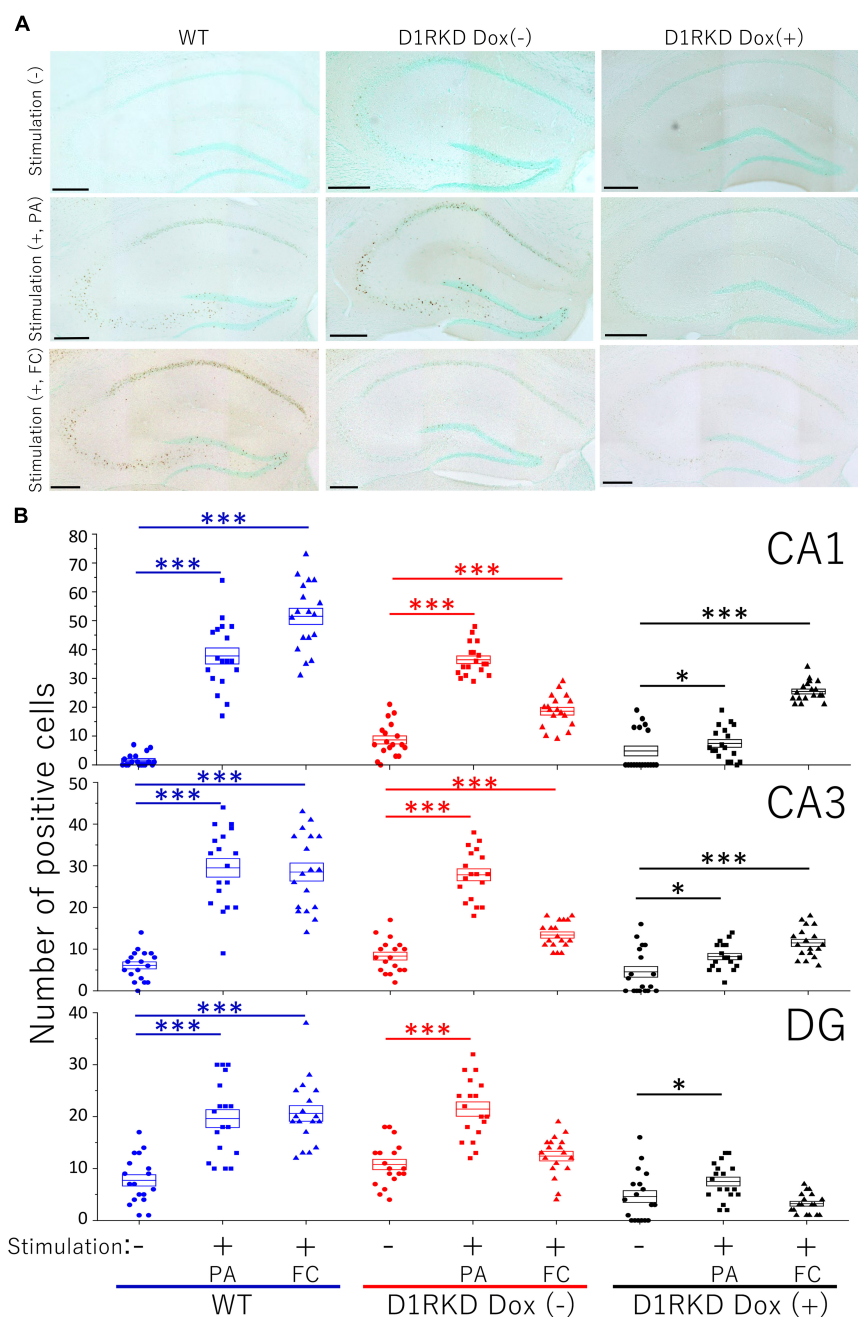 A
WT D1RKD Dox(-) D1RKD Dox(+)
Stimulation (-)
Stimulation (+, PA)
Stimulation (+, FC)
B
Number of positive cells
CA1
80
70
60
50
40
30
20
10
0
*** *** *** *** * ***
CA3
50
40
30
20
10
0
*** *** *** *** * ***
DG
40
30
20
10
0
*** *** *** *
Stimulation: - + + - + + - + +
PA FC PA FC PA FC
WT D1RKD Dox (-) D1RKD Dox (+)